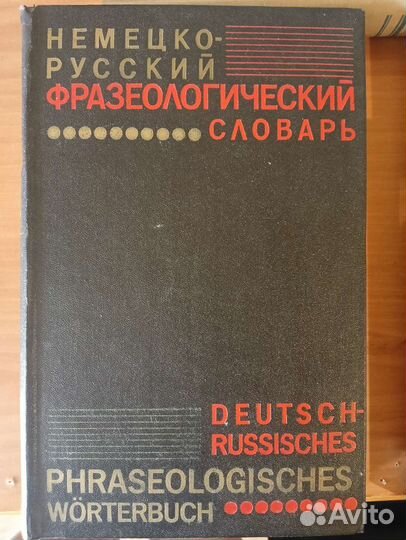 НЕМЕЦКО-
РУССКИЙ
ФРАЗЕОЛОГИЧЕСКИЙ
СЛОВАРЬ
DEUTSCH-
RUSSISCHES
PHRASEOLOGISCHES
WÖRTERBUCH
Avito